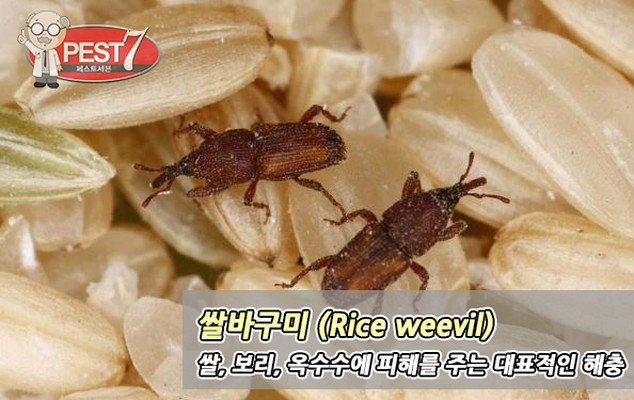 PEST7
페스트세븐
쌀바구미 (Rice weevil)
쌀, 보리, 옥수수에 피해를 주는 대표적인 해충